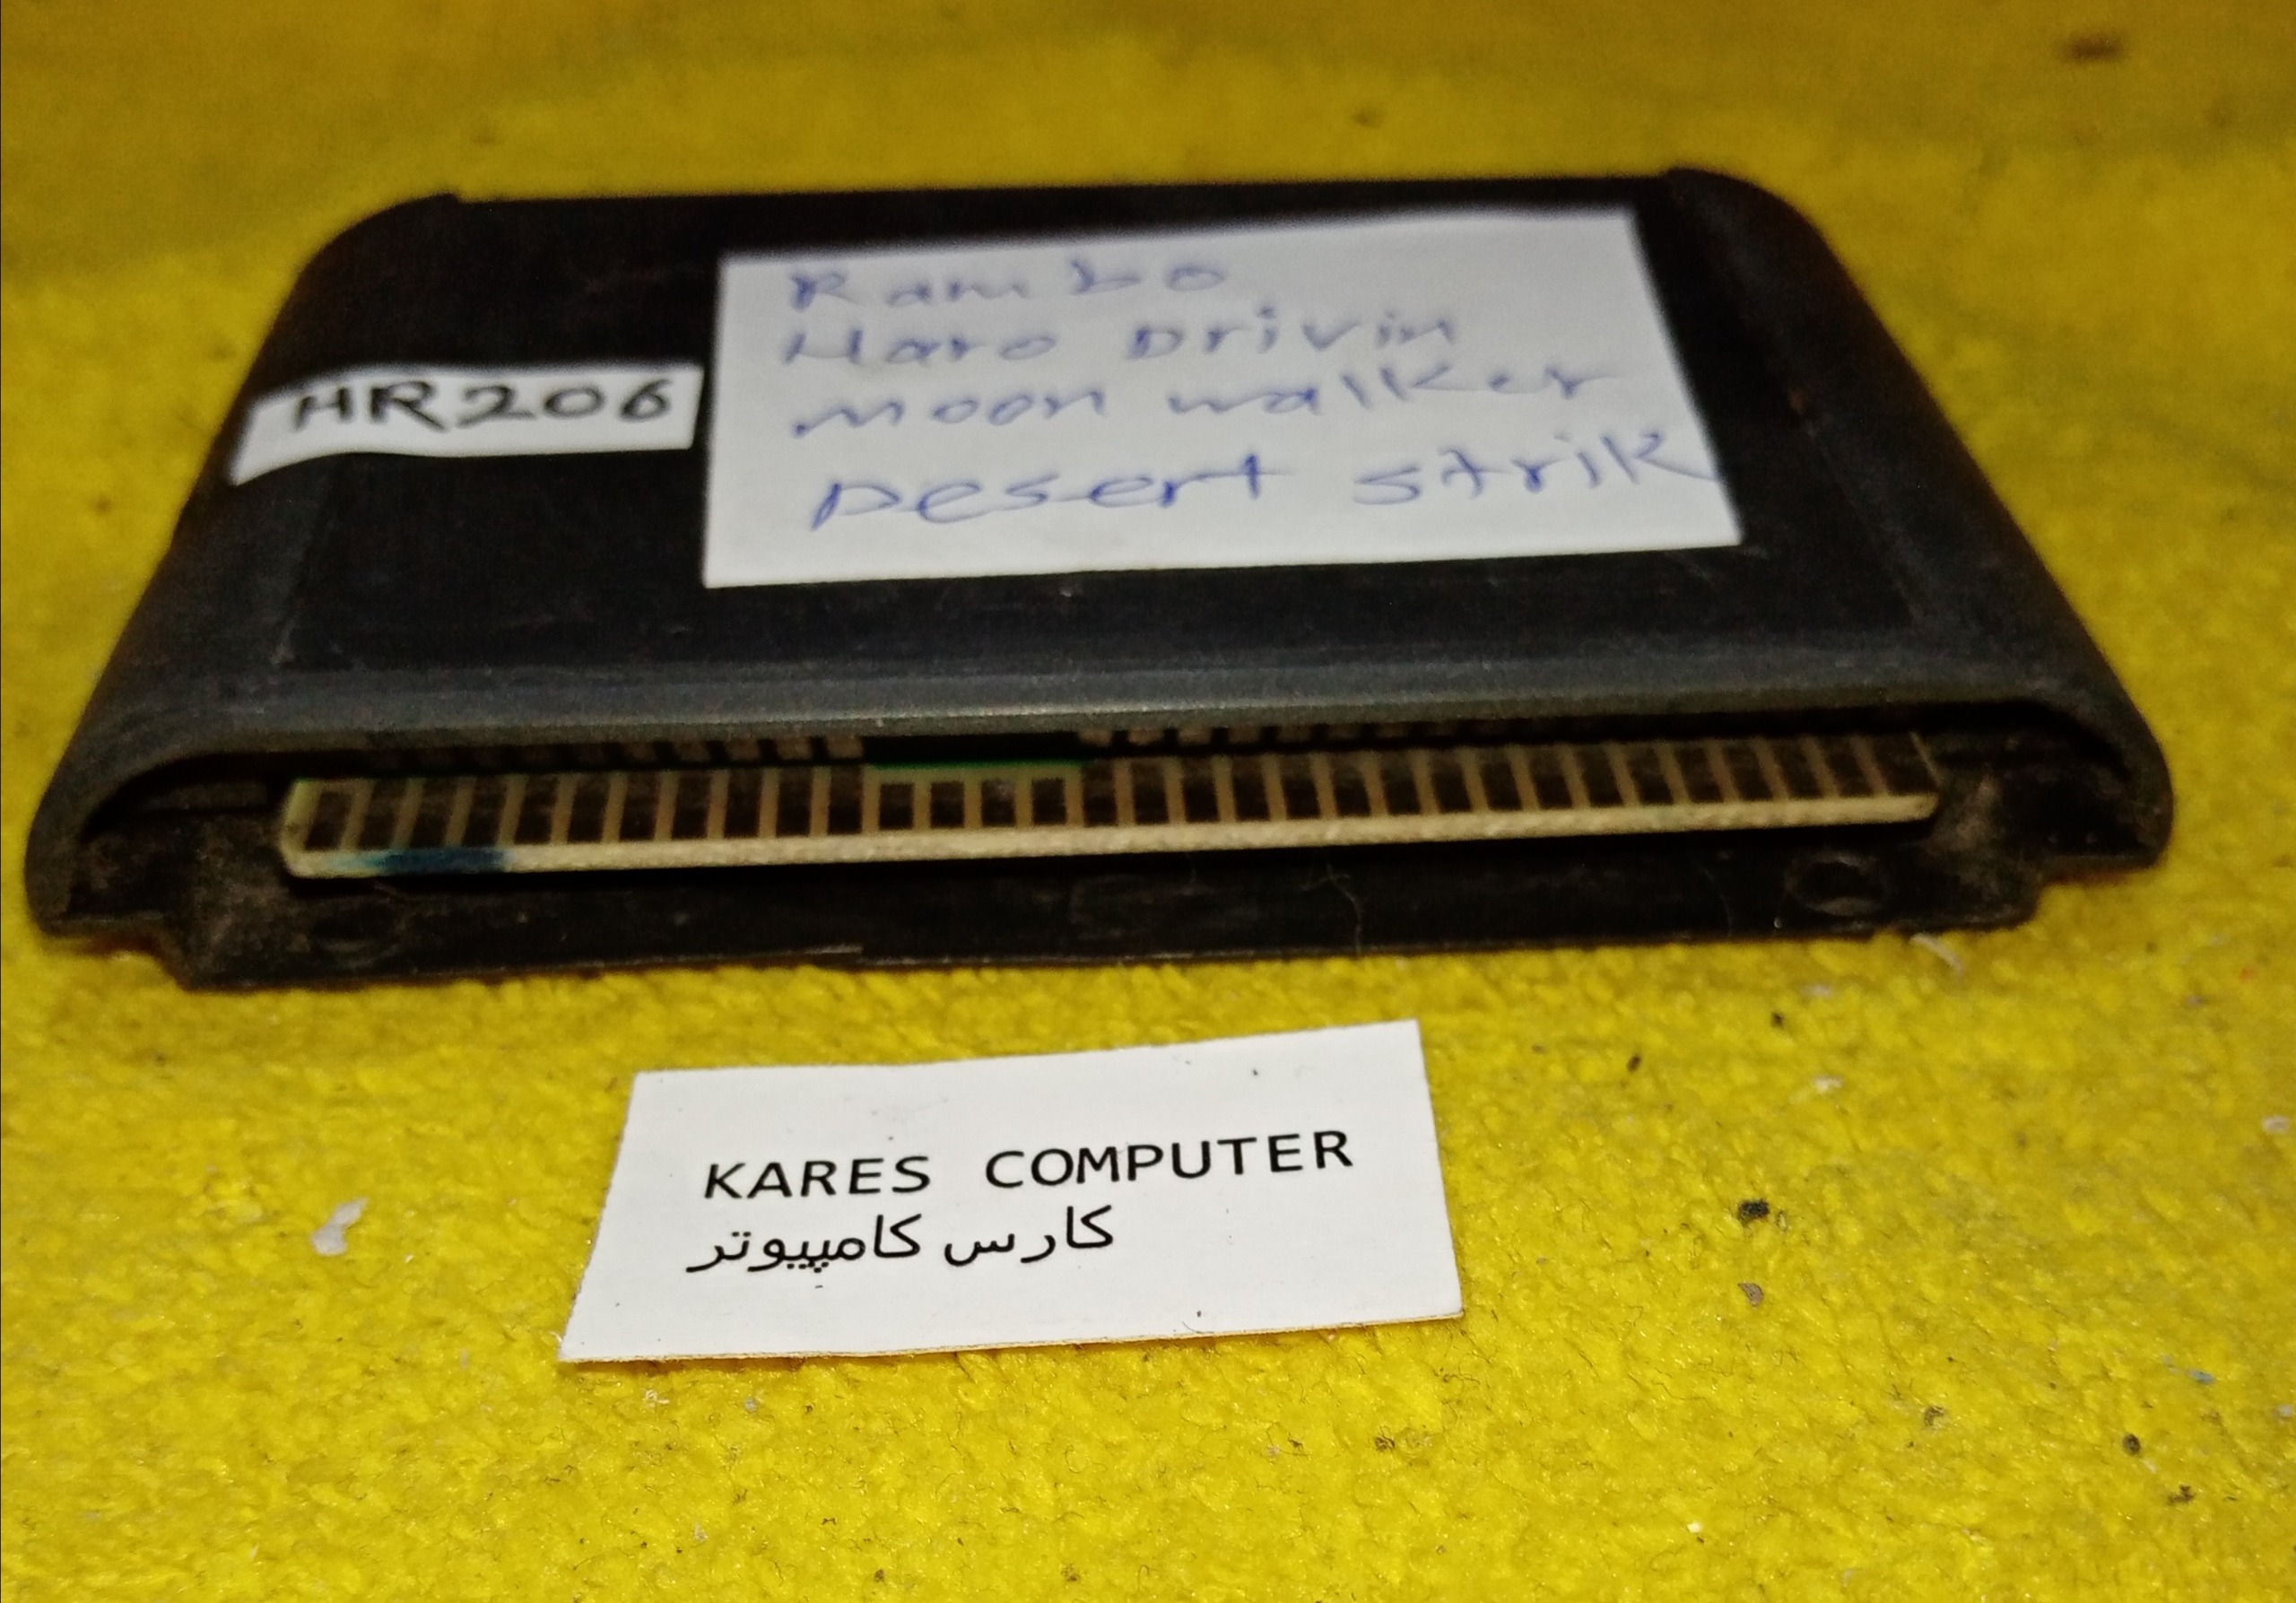 HR206
Rambo
Haro Drivin
moon walker
Desert strik
KARES COMPUTER
کارس کامپیوتر